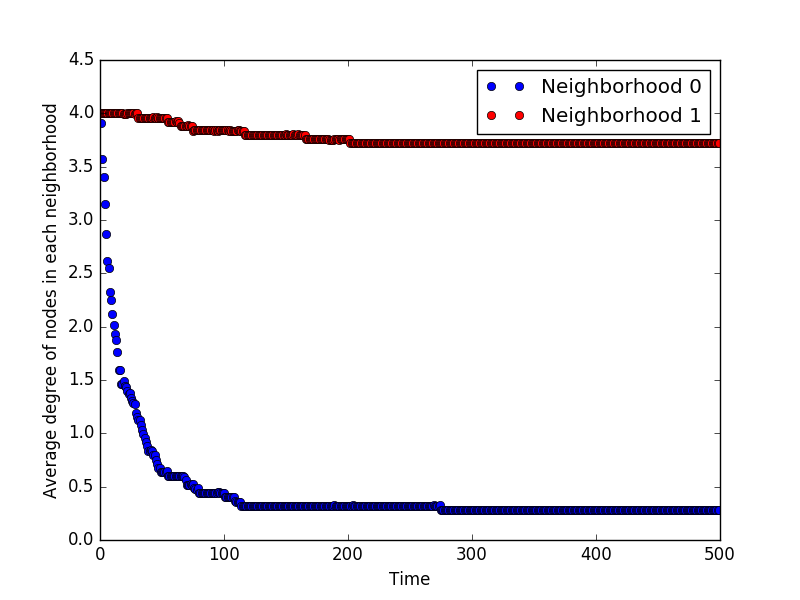 4.5
4.0
3.5
3.0
2.5
2.0
1.5
1.0
0.5
0.0
Average degree of nodes in each neighborhood
Neighborhood 0
Neighborhood 1
0 100 200 300 400 500
Time